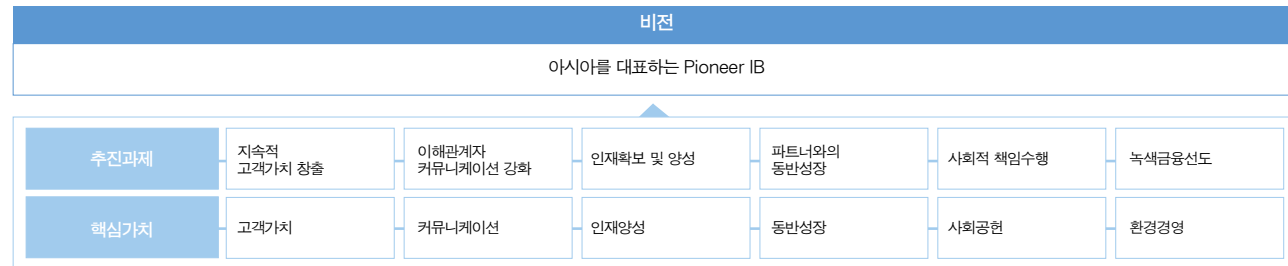 비전
아시아를 대표하는 Pioneer IB
추진과제
지속적
고객가치 창출
이해관계자
커뮤니케이션 강화
인재확보 및 양성
파트너와의
동반성장
사회적 책임수행
녹색금융선도
핵심가치
고객가치
커뮤니케이션
인재양성
동반성장
사회공헌
환경경영